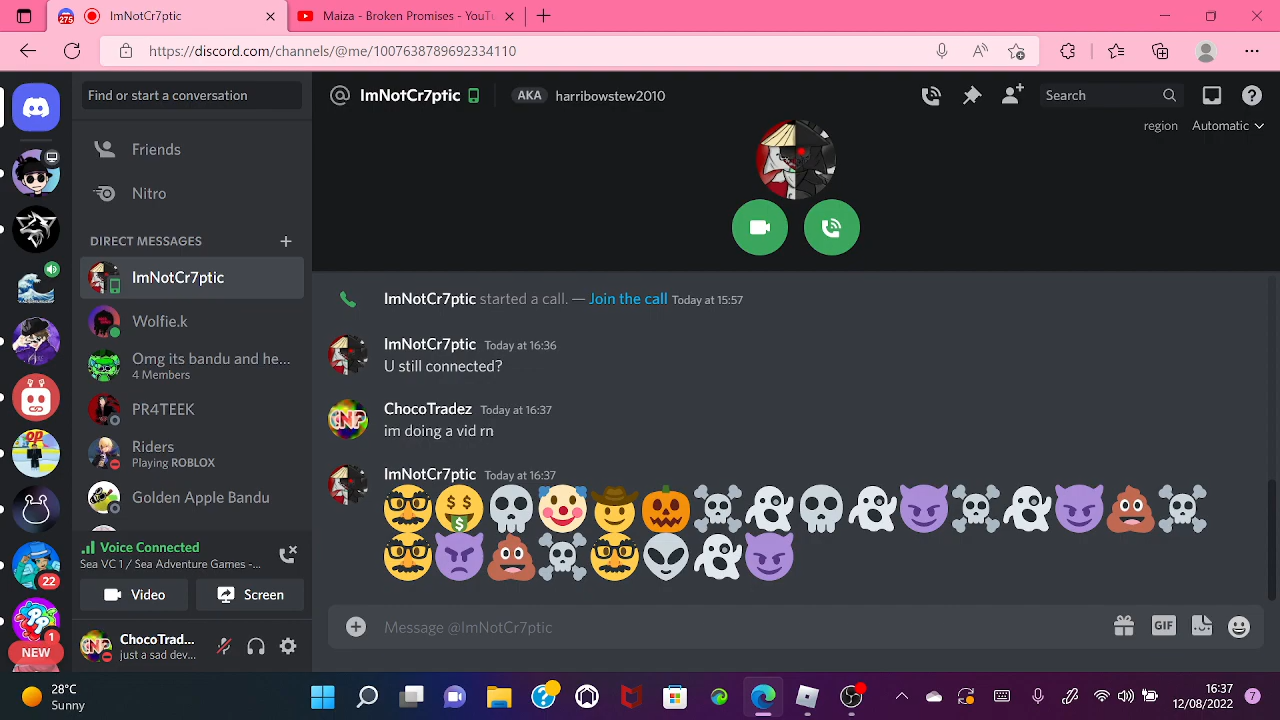 275
ImNotCr7ptic
Maiza - Broken Promises - YouTu
https://discord.com/channels/@me/1007638789692334110
Find or start a conversation
ImNotCr7ptic
AKA
harribowstew2010
Search
region
Automatic
Friends
Nitro
DIRECT MESSAGES
ImNotCr7ptic
Wolfie.k
Omg its bandu and he...
4 Members
PR4TEEK
Riders
Playing ROBLOX
Golden Apple Bandu
ImNotCr7ptic started a call. — Join the call Today at 15:57
ImNotCr7ptic Today at 16:36
U still connected?
ChocoTradez Today at 16:37
im doing a vid rn
ImNotCr7ptic Today at 16:37
Voice Connected
Sea VC 1 / Sea Adventure Games -...
Video
Screen
22
1
NEW
ChocoTrad...
just a sad dev...
Message @ImNotCr7ptic
GIF
28°C
Sunny
16:37
12/08/2022
7